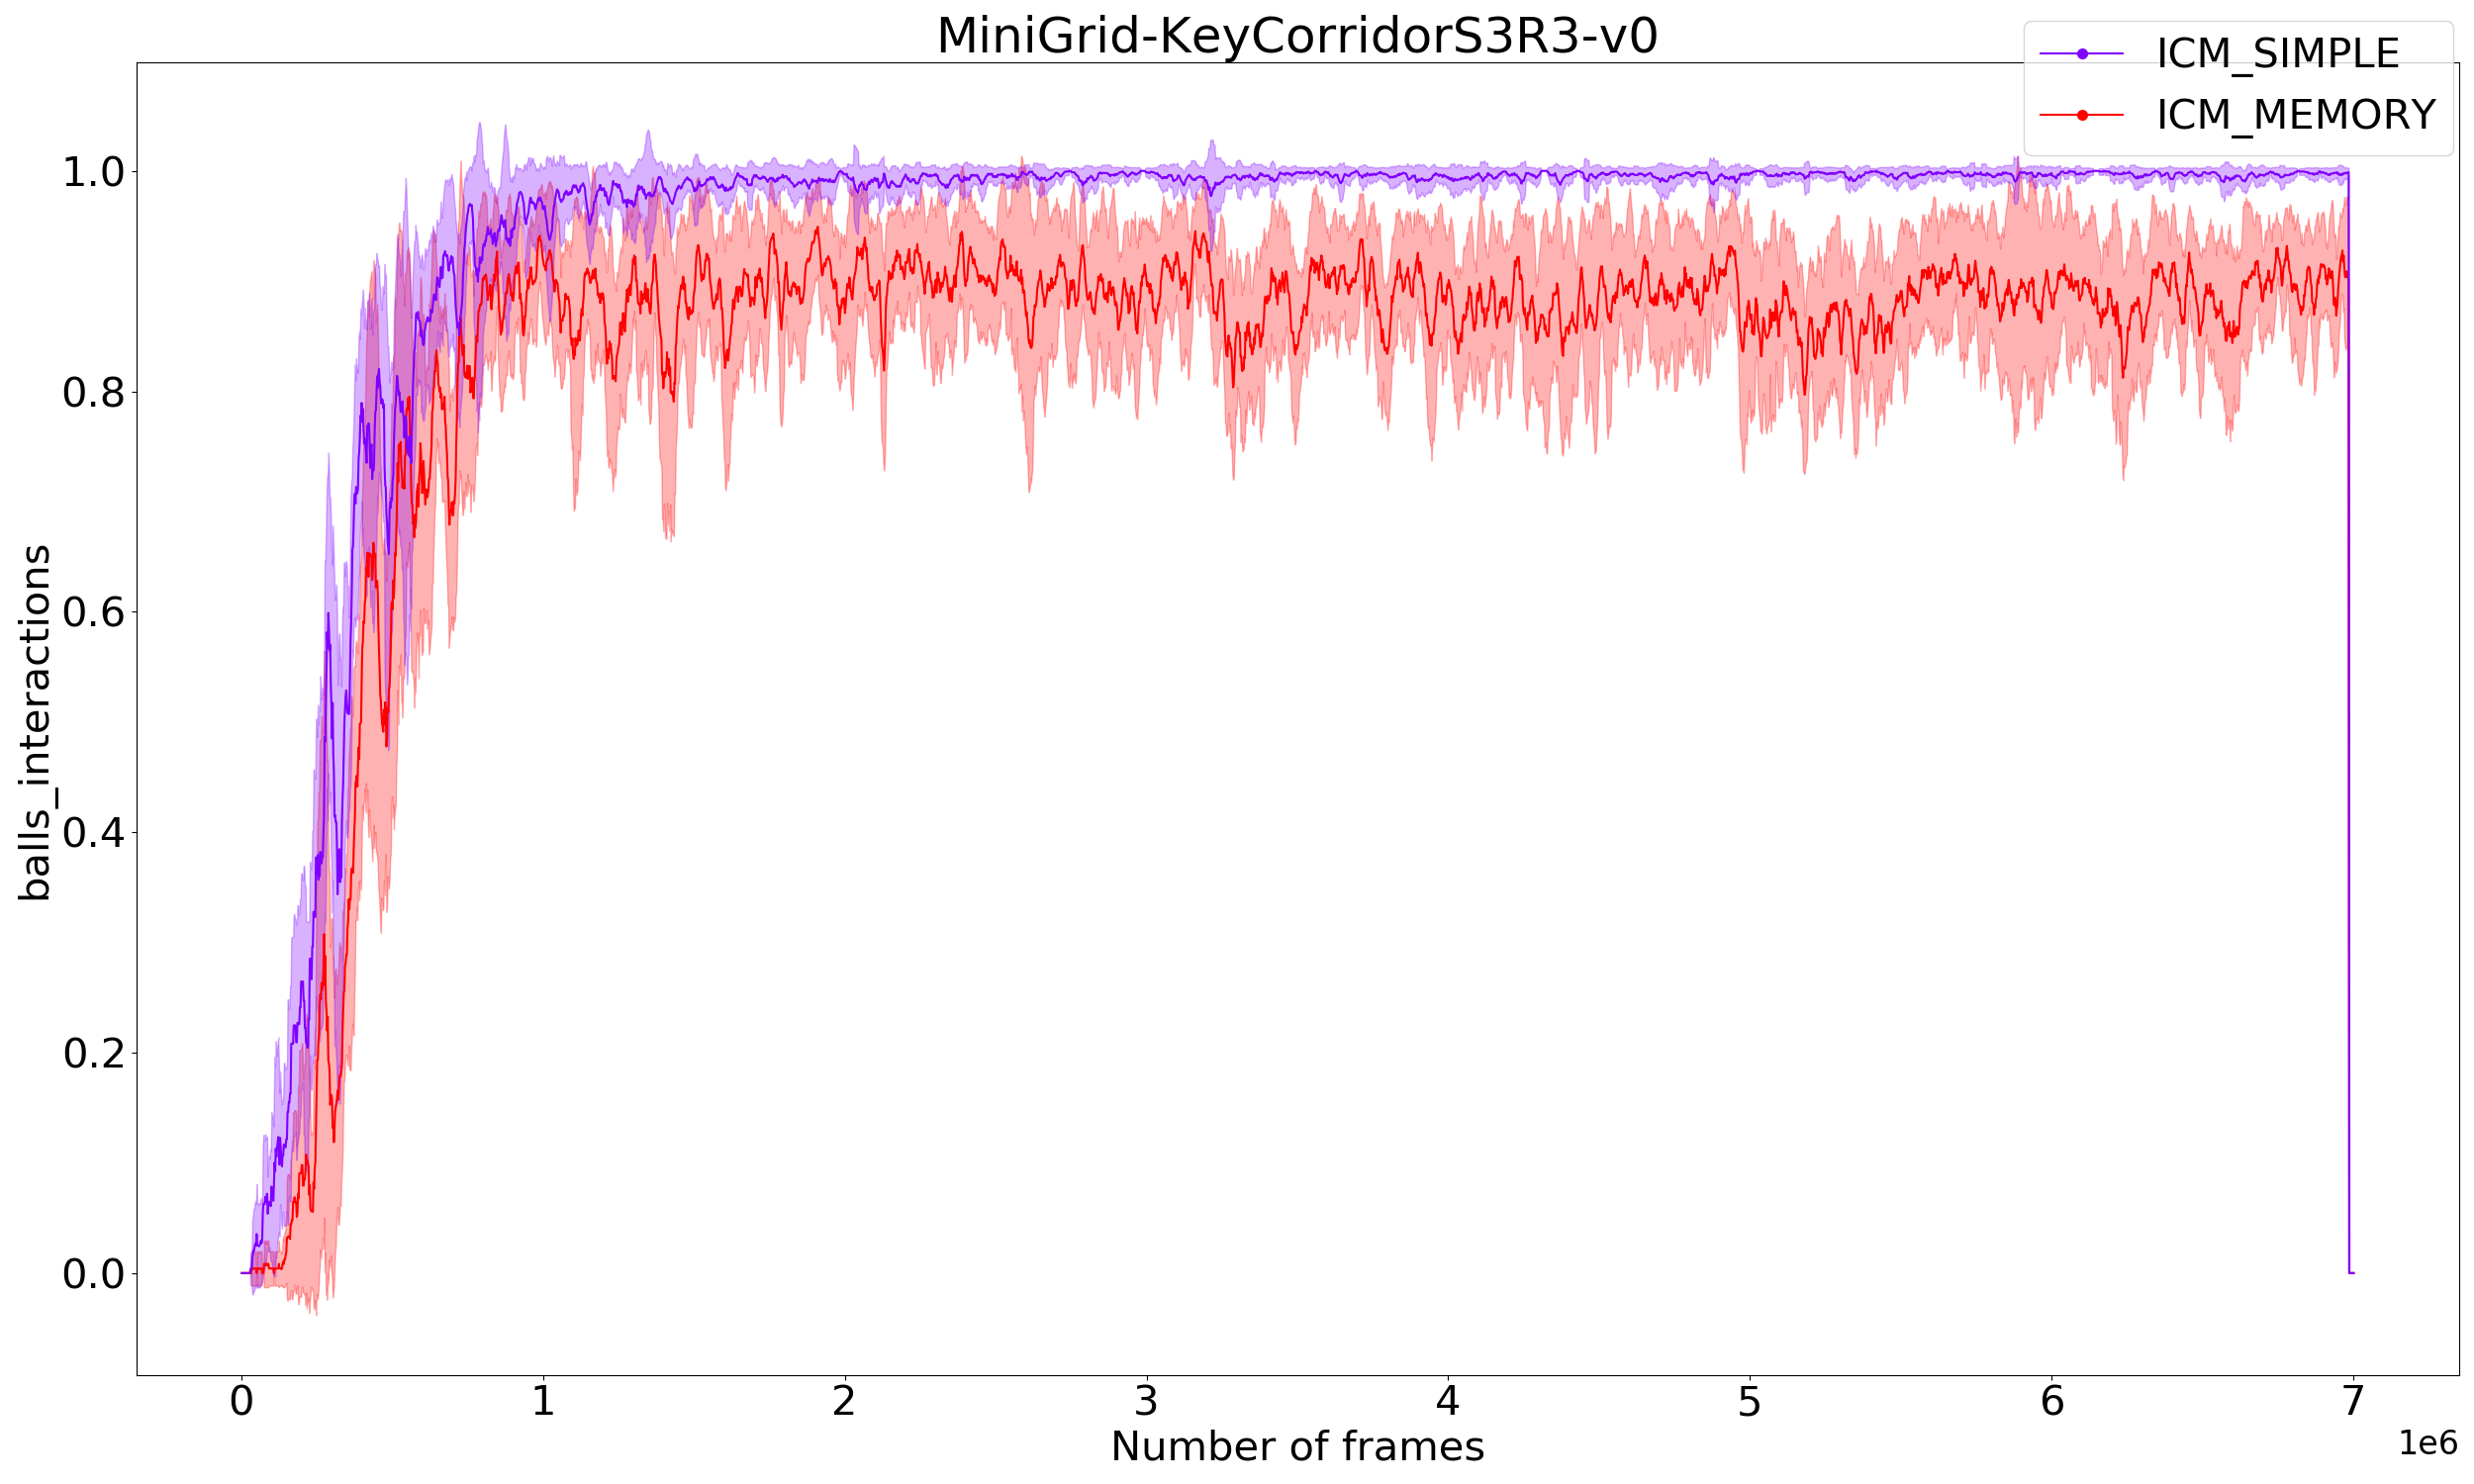 MiniGrid-KeyCorridorS3R3-v0
ICM_SIMPLE
ICM_MEMORY
balls_interactions
1.0
0.8
0.6
0.4
0.2
0.0
0 1 2 3 4 5 6 7
Number of frames
1e6